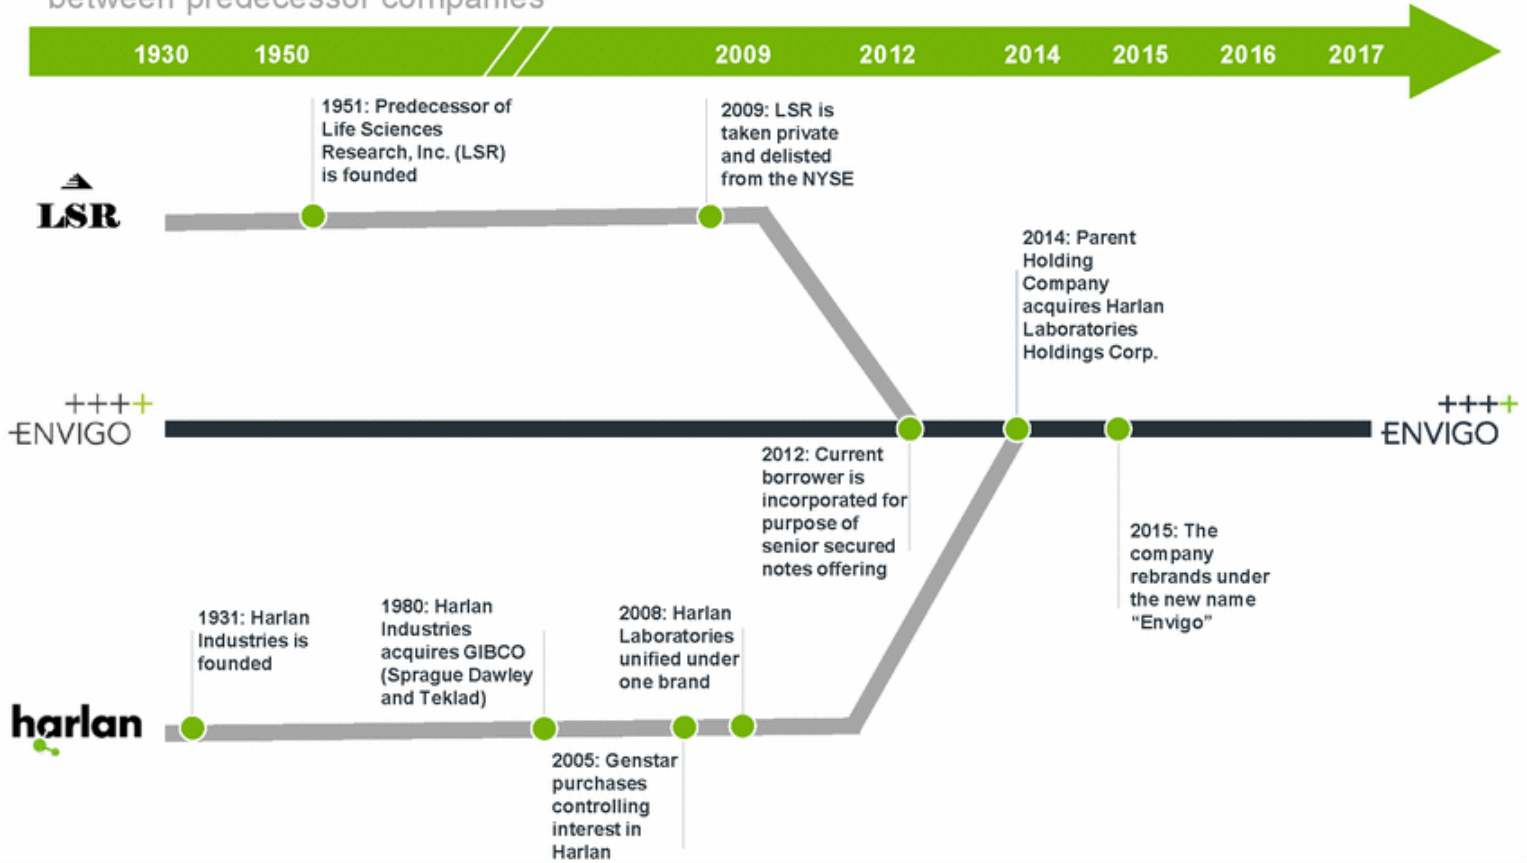 between predecessor companies
1930 1950 2009 2012 2014 2015 2016 2017
1951: Predecessor of
Life Sciences
Research, Inc. (LSR)
is founded
2009: LSR is
taken private
and delisted
from the NYSE
LSR
2014: Parent
Holding
Company
acquires Harlan
Laboratories
Holdings Corp.
++++
ENVIGO
++++
ENVIGO
2012: Current
borrower is
incorporated for
purpose of
senior secured
notes offering
2015: The
company
rebrands under
the new name
“Envigo”
1931: Harlan
Industries is
founded
1980: Harlan
Industries
acquires GIBCO
(Sprague Dawley
and Teklad)
2008: Harlan
Laboratories
unified under
one brand
harlan
2005: Genstar
purchases
controlling
interest in
Harlan